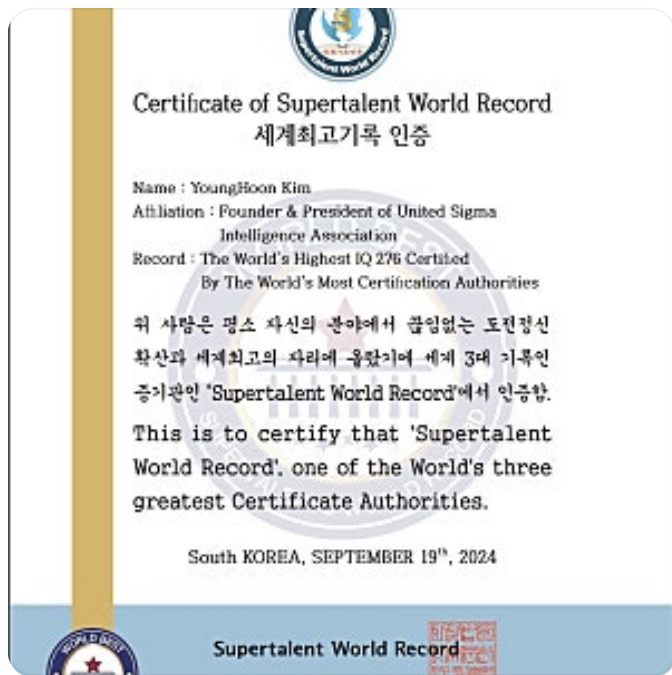 Supertalent World Record
Certificate of Supertalent World Record
세계최고기록 인증
Name : YoungHoon Kim
Affiliation : Founder & President of United Sigma
Intelligence Association
Record : The World's Highest IQ 276 Certified
By The World's Most Certification Authorities
위 사람은 평소 자신의 분야에서 끊임없는 도전정신
확산과 세계최고의 자리에 올랐기에 세계 3대 기록인
증기관인 "Supertalent World Record"에서 인증함.
This is to certify that 'Supertalent
World Record', one of the World's three
greatest Certificate Authorities.
South KOREA, SEPTEMBER 19th, 2024
WORLD BEST
Supertalent World Record